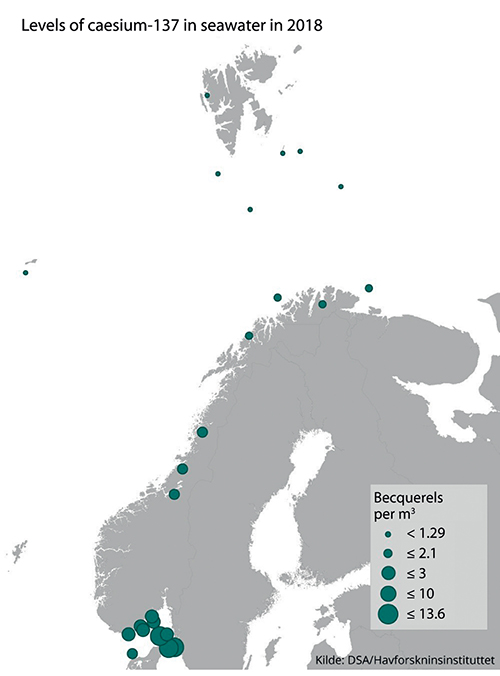 Levels of caesium-137 in seawater in 2018
Becquerels
per m³
< 1.29
≤ 2.1
≤ 3
≤ 10
≤ 13.6
Kilde: DSA/Havforskninsinstituttet